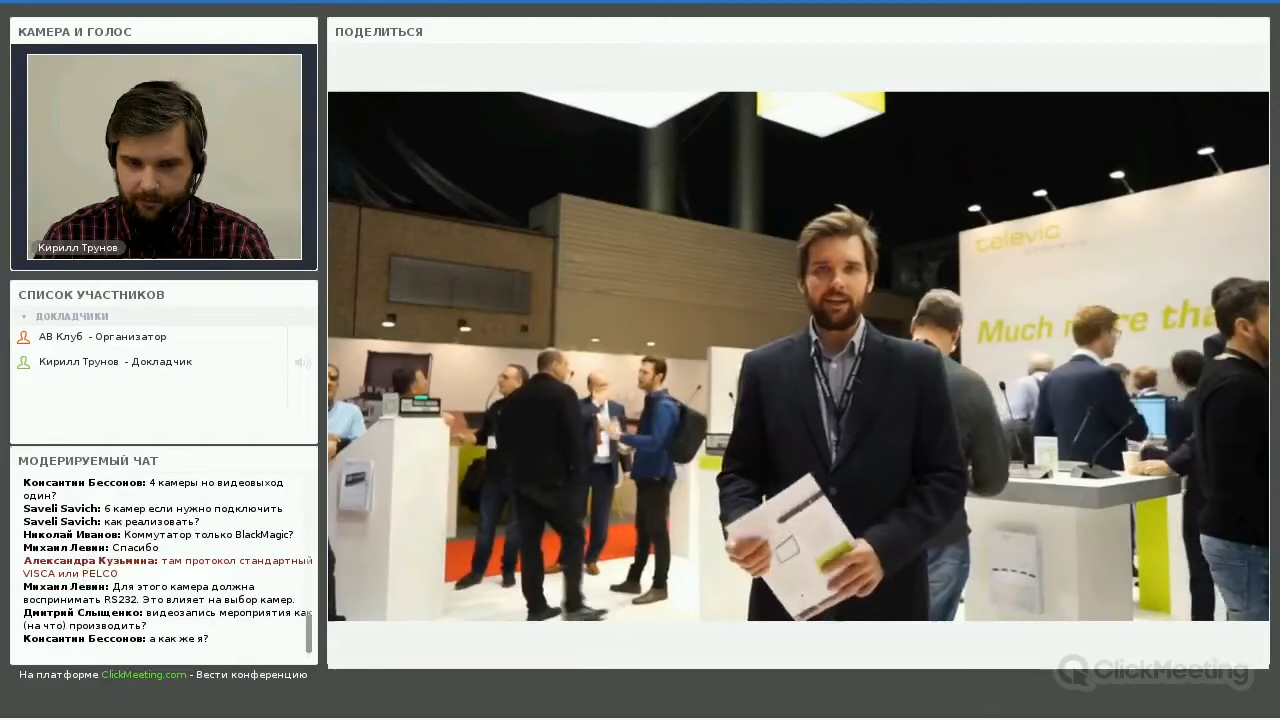 КАМЕРА И ГОЛОС
Кирилл Трунов
СПИСОК УЧАСТНИКОВ
ДОКЛАДЧИКИ
АВ Клуб - Организатор
Кирилл Трунов - Докладчик
МОДЕРИРУЕМЫЙ ЧАТ
Консантин Бессонов: 4 камеры но видеовыход
один?
Saveli Savich: 6 камер если нужно подключить
Saveli Savich: как реализовать?
Николай Иванов: Коммутатор только BlackMagic?
Михаил Левин: Спасибо
Александра Кузьмина: там протокол стандартный
VISCA или PELCO
Михаил Левин: Для этого камера должна
воспринимать RS232. Это влияет на выбор камер.
Дмитрий Слыщенко: видеозапись мероприятия как
(на что) производить?
Консантин Бессонов: а как же я?
На платформе ClickMeeting.com - Вести конференцию
ПОДЕЛИТЬСЯ
televic
Much more tha
ClickMeeting